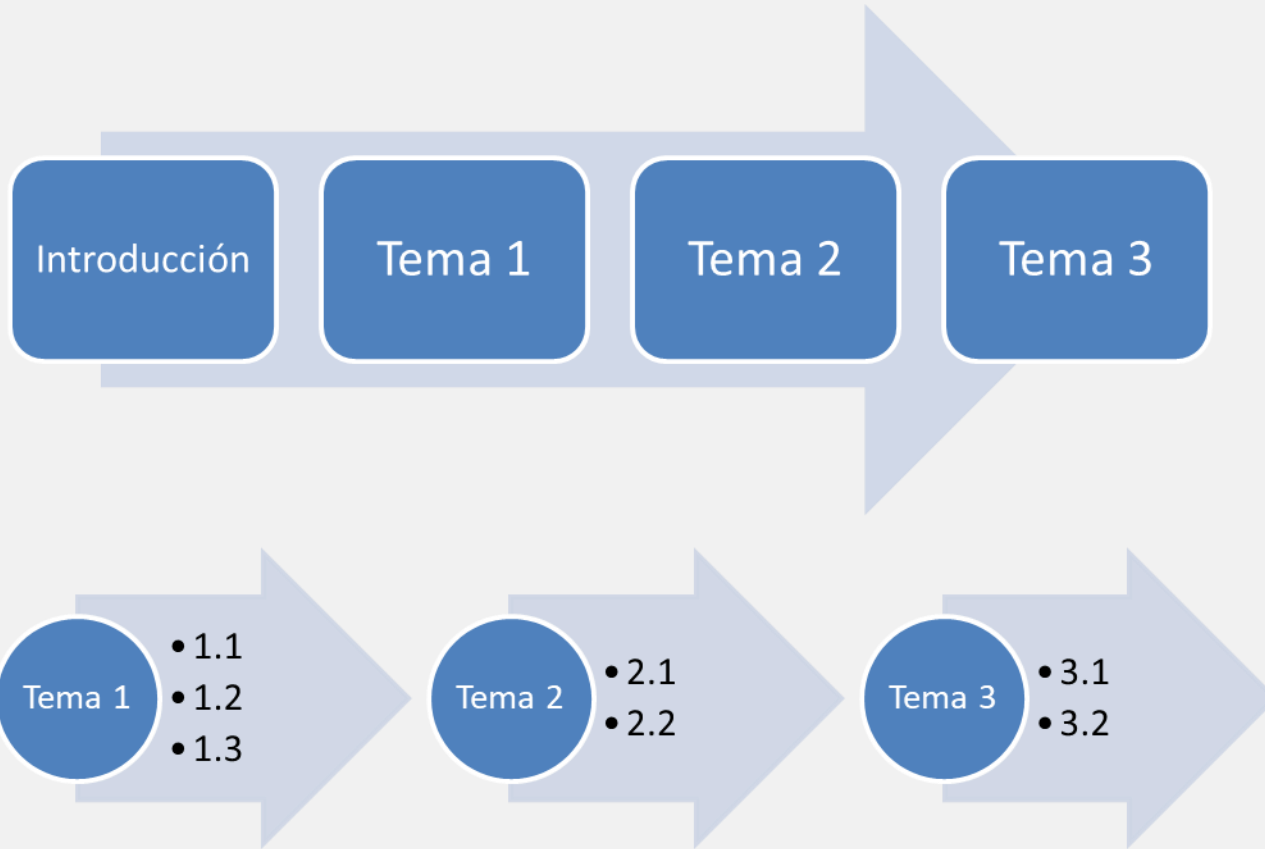 Introducción
Tema 1
Tema 2
Tema 3
Tema 1
• 1.1
• 1.2
• 1.3
Tema 2
• 2.1
• 2.2
Tema 3
• 3.1
• 3.2